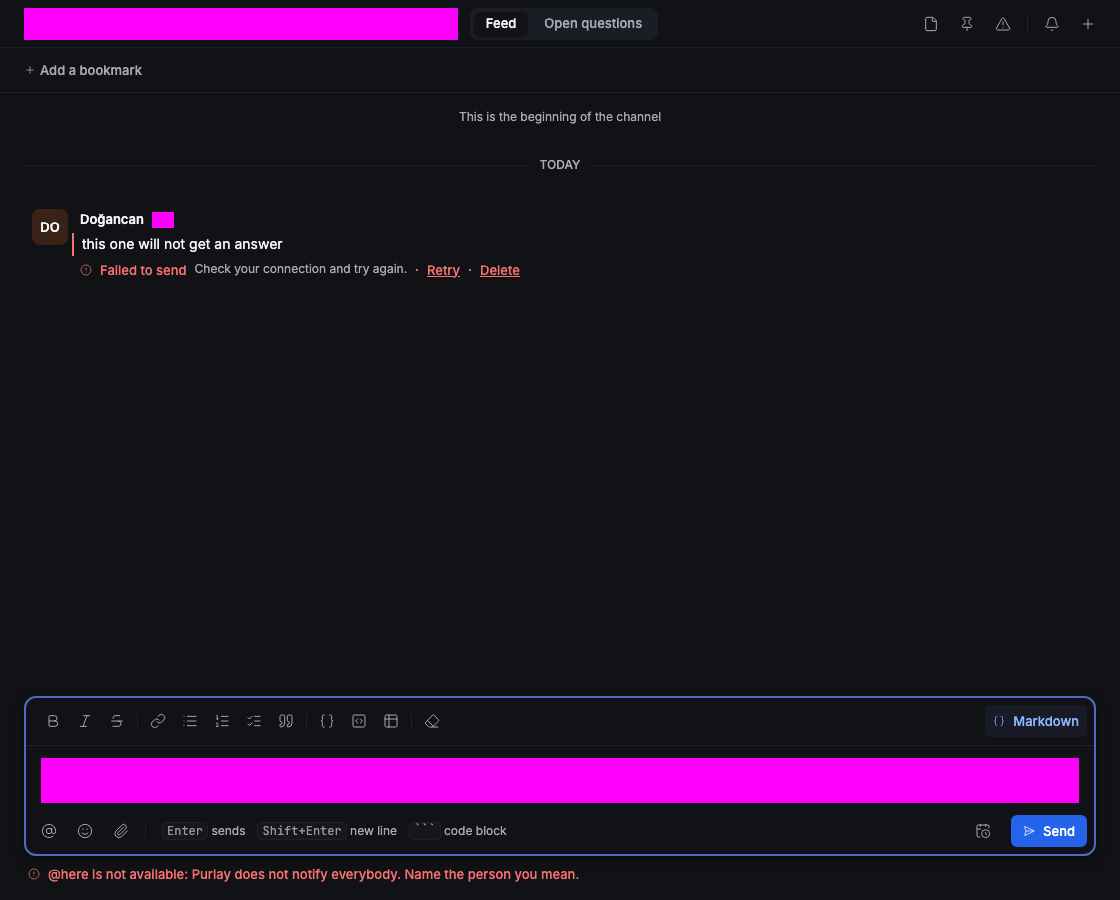 Feed Open questions
+ Add a bookmark
This is the beginning of the channel
TODAY
DO Doğancan
this one will not get an answer
Failed to send Check your connection and try again. · Retry · Delete
{} Markdown
Enter sends Shift+Enter new line ``` code block
Send
@here is not available: Purlay does not notify everybody. Name the person you mean.